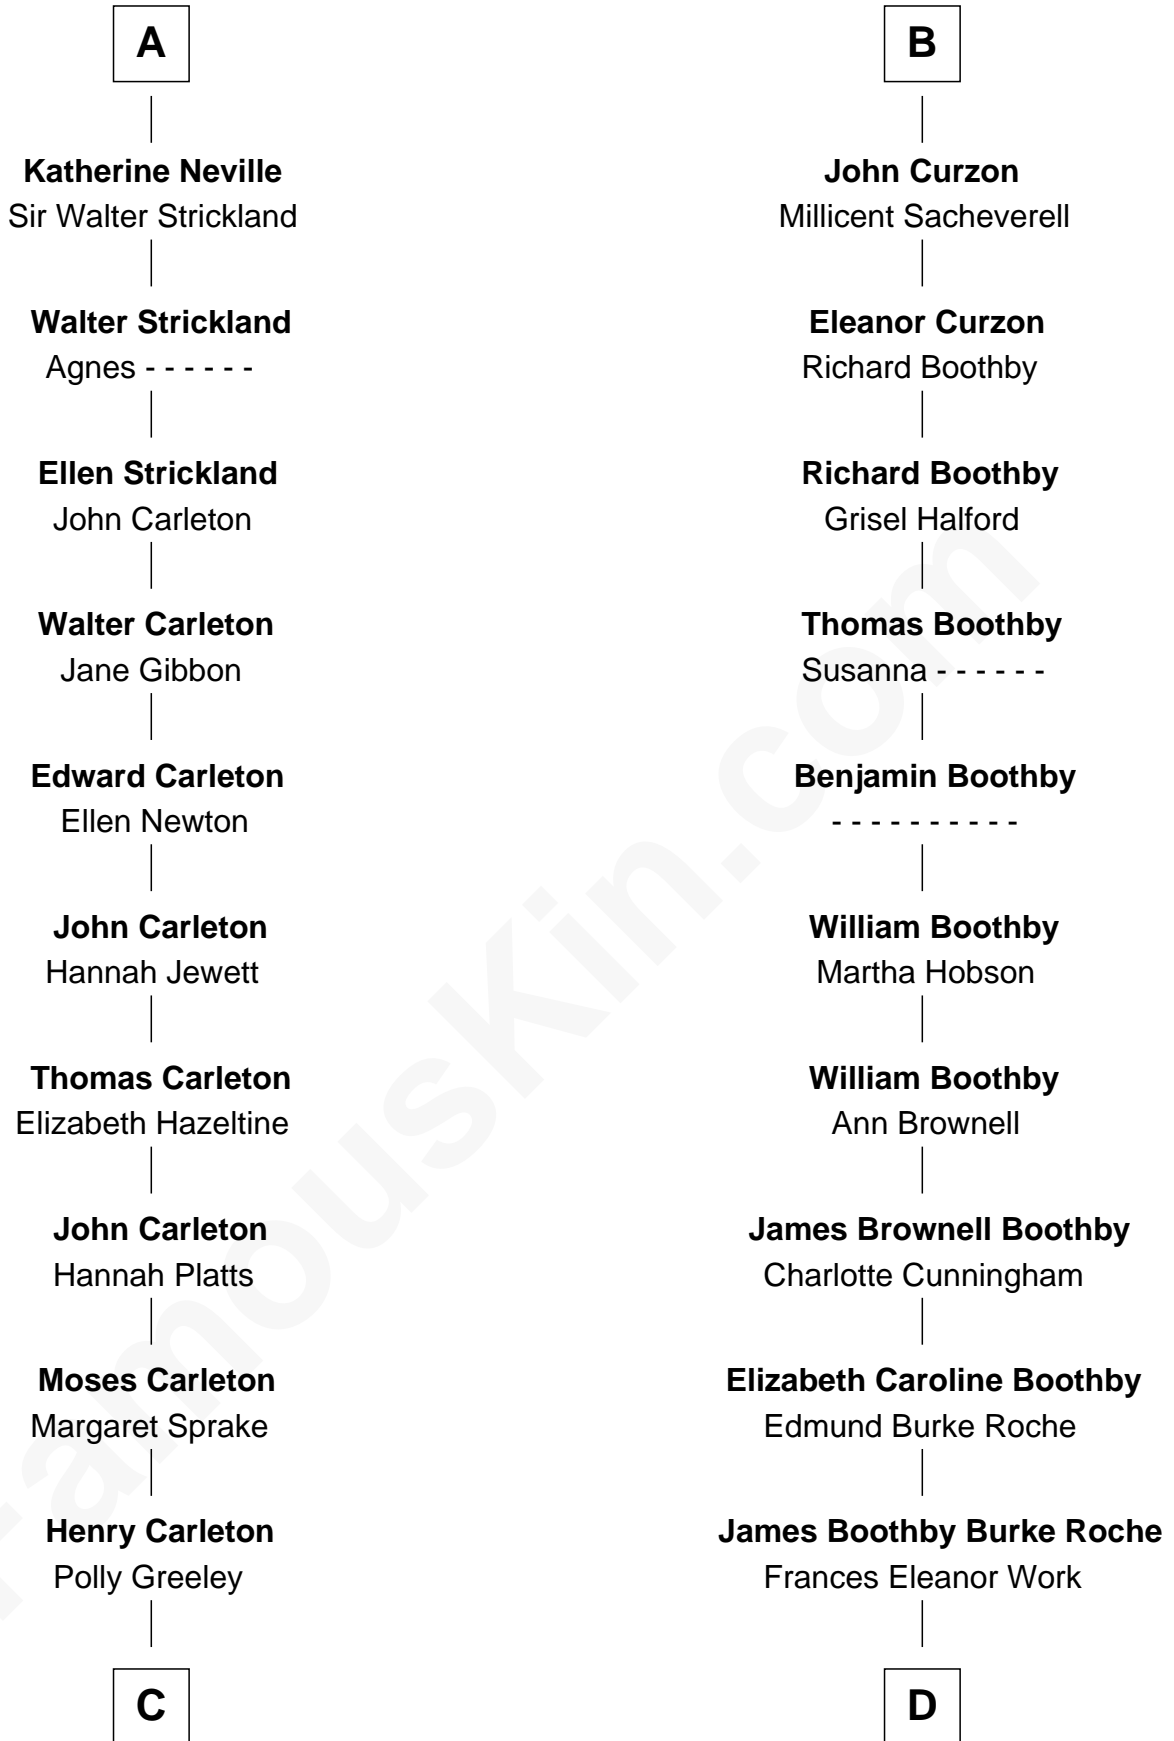 A
Katherine Neville
Sir Walter Strickland
Walter Strickland
Agnes - - - - - -
Ellen Strickland
John Carleton
Walter Carleton
Jane Gibbon
Edward Carleton
Ellen Newton
John Carleton
Hannah Jewett
Thomas Carleton
Elizabeth Hazeltine
John Carleton
Hannah Platts
Moses Carleton
Margaret Sprake
Henry Carleton
Polly Greeley
C
B
John Curzon
Millicent Sacheverell
Eleanor Curzon
Richard Boothby
Richard Boothby
Grisel Halford
Thomas Boothby
Susanna - - - - - -
Benjamin Boothby
- - - - - - - - - -
William Boothby
Martha Hobson
William Boothby
Ann Brownell
James Brownell Boothby
Charlotte Cunningham
Elizabeth Caroline Boothby
Edmund Burke Roche
James Boothby Burke Roche
Frances Eleanor Work
D
FamousKin.com